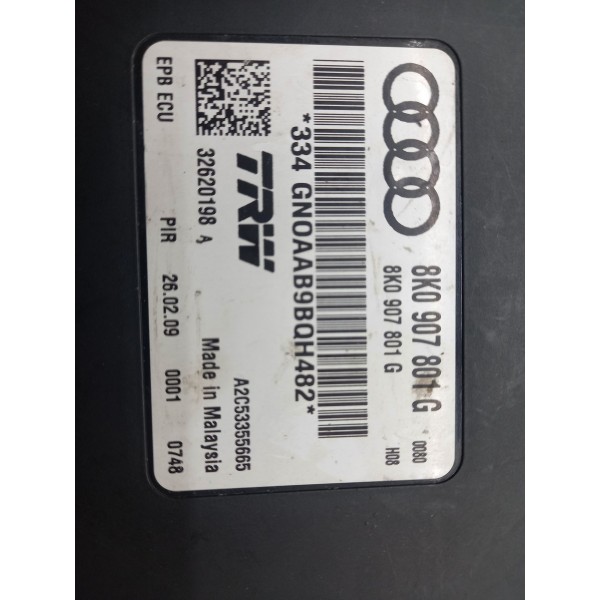 8K0 907 801 G 0080
8K0 907 801 G H08
*334 GN0AAB9BQH482*
A2C53355665
TRW
Made in Malaysia
32620198 A
EPB ECU PIR 26.02.09 0001 0748